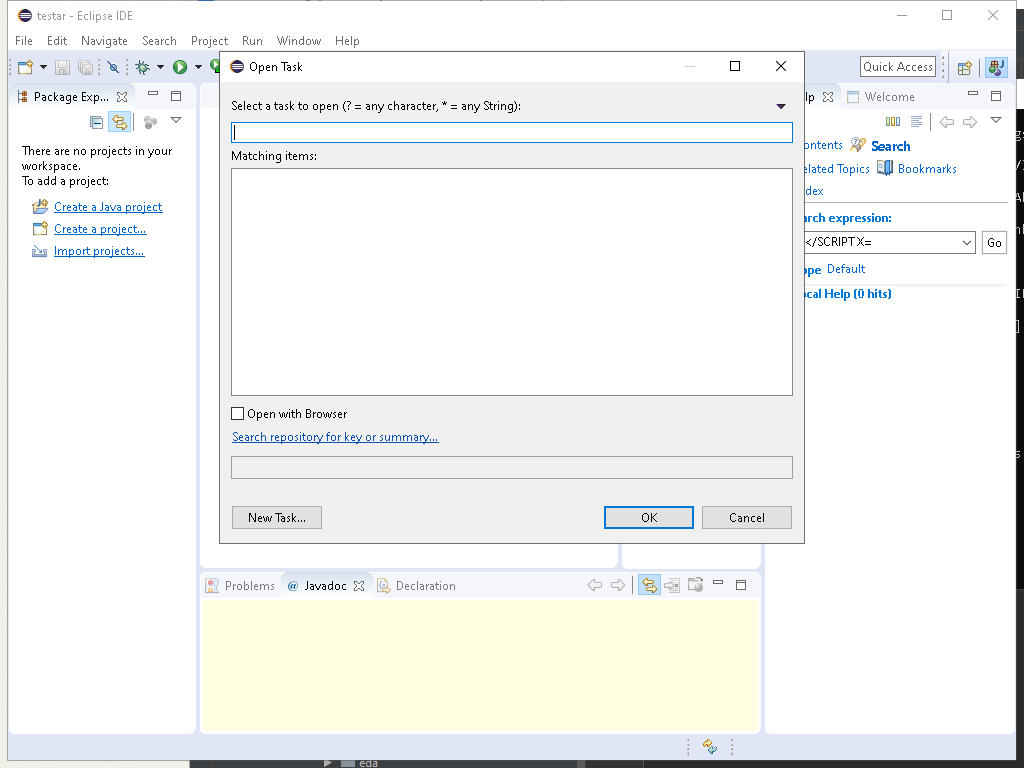 testar - Eclipse IDE
File Edit Navigate Search Project Run Window Help
Quick Access
Package Exp...
There are no projects in your
workspace.
To add a project:
Create a Java project
Create a project...
Import projects...
Open Task
Select a task to open (? = any character, * = any String):
Matching items:
Open with Browser
Search repository for key or summary...
New Task...
OK
Cancel
lp
Welcome
ontents
Search
elated Topics
Bookmarks
dex
arch expression:
</SCRIPTX=
Go
ope
Default
ocal Help (0 hits)
Problems
@ Javadoc
Declaration
eda